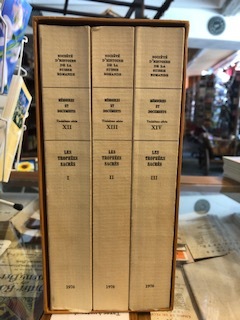 SOCIÉTÉ
D'HISTOIRE
DE LA
SUISSE
ROMANDE
MÉMOIRES
ET
DOCUMENTS
Troisième série
XII
LES
TROPHÉES
SACRÉS
I
1976
SOCIÉTÉ
D'HISTOIRE
DE LA
SUISSE
ROMANDE
MÉMOIRES
ET
DOCUMENTS
Troisième série
XIII
LES
TROPHÉES
SACRÉS
II
1976
SOCIÉTÉ
D'HISTOIRE
DE LA
SUISSE
ROMANDE
MÉMOIRES
ET
DOCUMENTS
Troisième série
XIV
LES
TROPHÉES
SACRÉS
III
1976